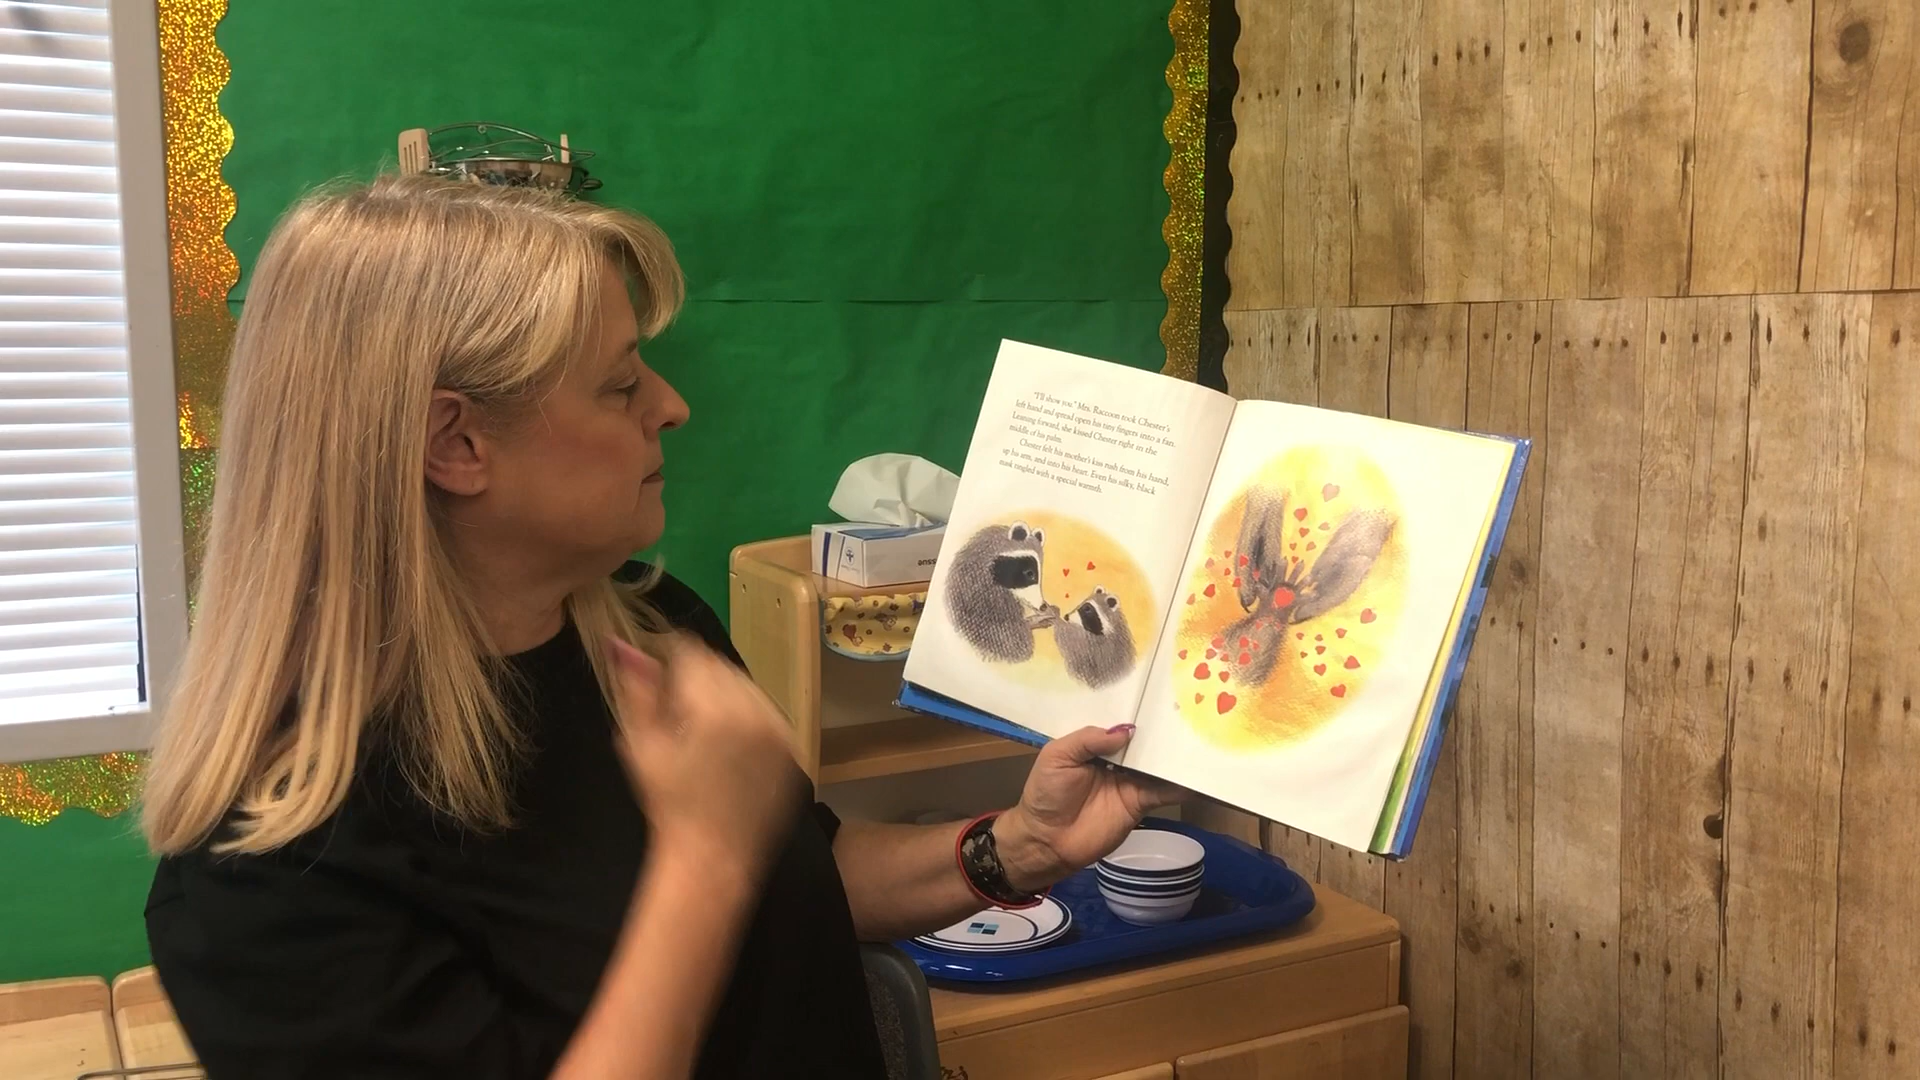 "I'll show you." Mrs. Raccoon took Chester's
left hand and spread open his tiny fingers into a fan.
Leaning forward, she kissed Chester right in the
middle of his palm.
Chester felt his mother's kiss rush from his hand,
up his arm, and into his heart. Even his silky, black
mask tingled with a special warmth.
issue